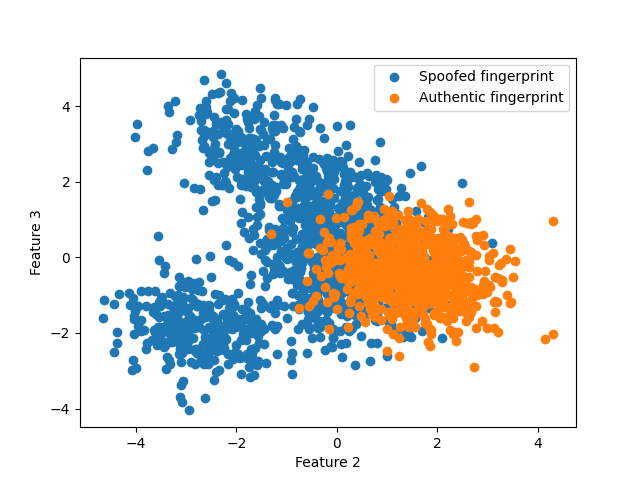 Spoofed fingerprint
Authentic fingerprint
4
2
0
−2
−4
Feature 3
−4 −2 0 2 4
Feature 2